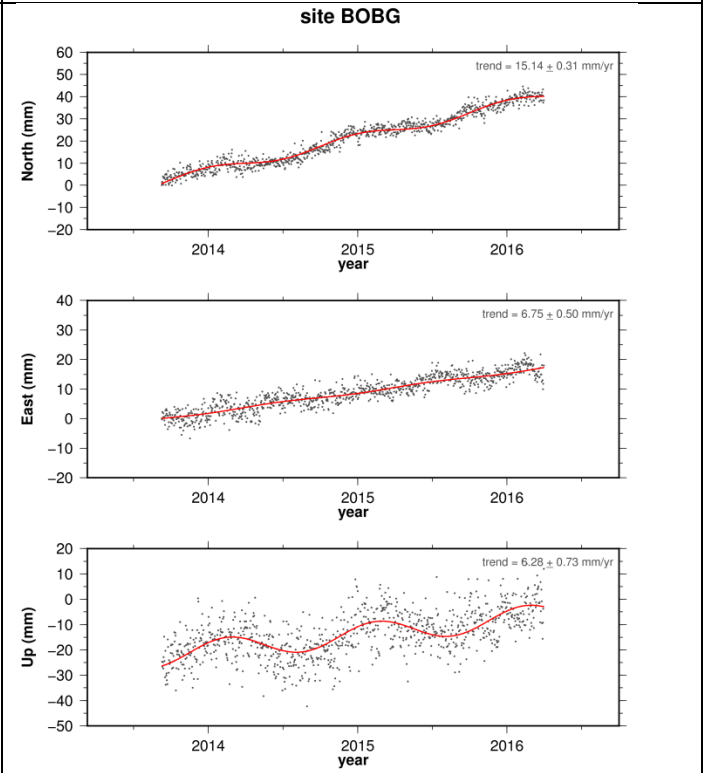 site BOBG
60
50
40
30
20
10
0
−10
−20
North (mm)
trend = 15.14 ± 0.31 mm/yr
2014 2015 2016
year
40
30
20
10
0
−10
−20
East (mm)
trend = 6.75 ± 0.50 mm/yr
2014 2015 2016
year
20
10
0
−10
−20
−30
−40
−50
Up (mm)
trend = 6.28 ± 0.73 mm/yr
2014 2015 2016
year